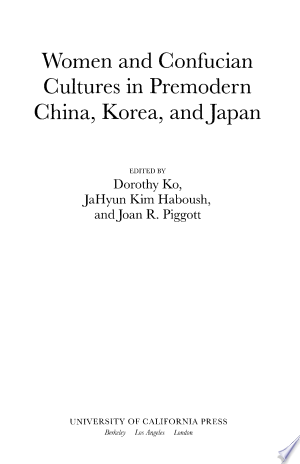 Women and Confucian
Cultures in Premodern
China, Korea, and Japan
EDITED BY
Dorothy Ko,
JaHyun Kim Haboush,
and Joan R. Piggott
UNIVERSITY OF CALIFORNIA PRESS
Berkeley Los Angeles London